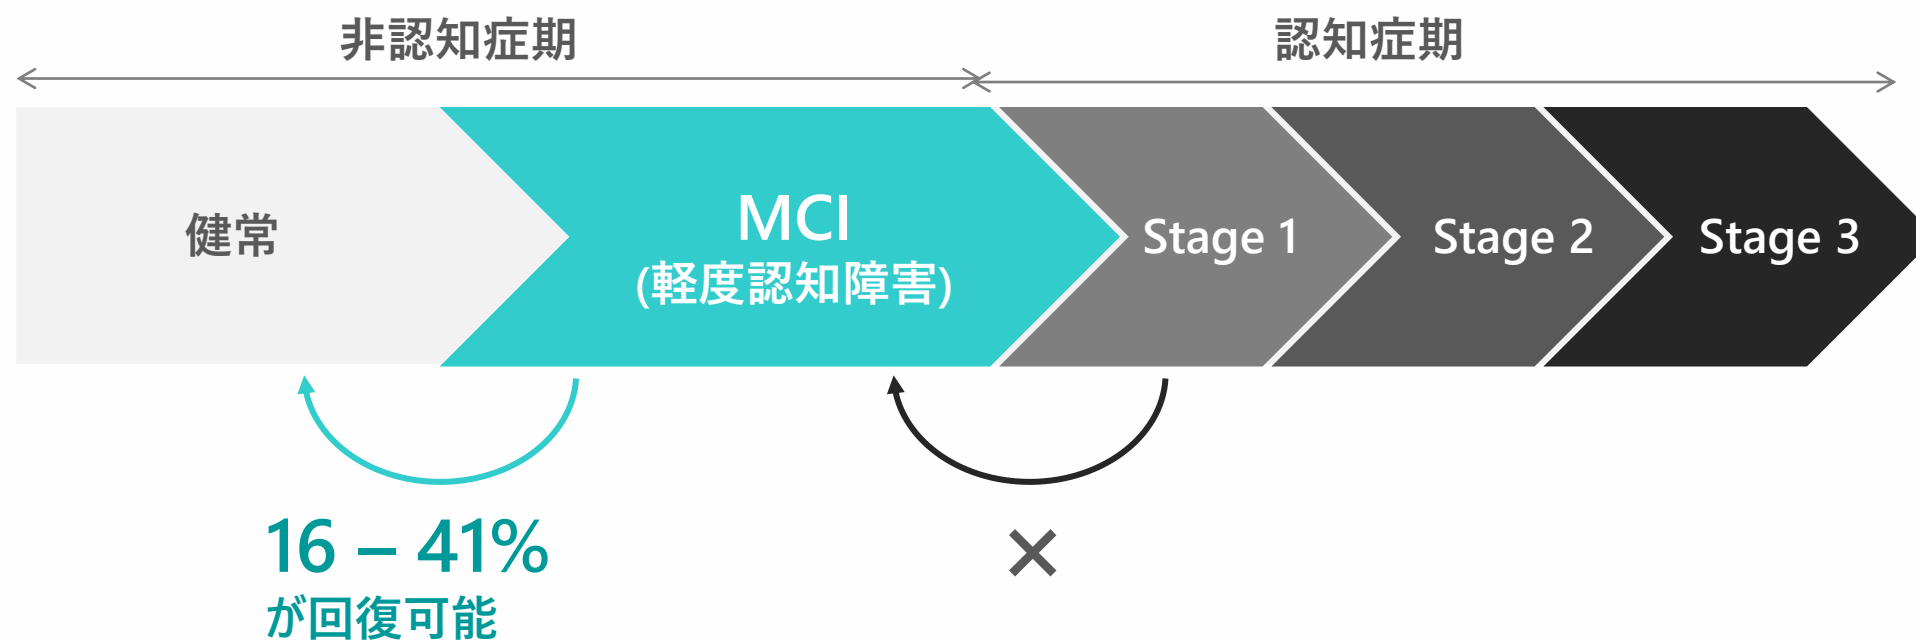 非認知症期
認知症期
健常
MCI
(軽度認知障害)
Stage 1
Stage 2
Stage 3
16 – 41%
が回復可能
×